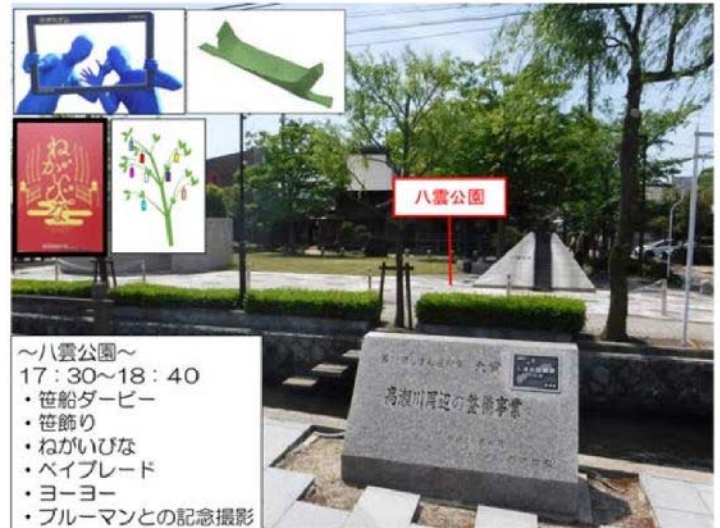 ねがいびな
八雲公園
大賞
高瀬川周辺の整備事業
～八雲公園～
17：30～18：40
・笹船ダービー
・笹飾り
・ねがいびな
・ベイブレード
・ヨーヨー
・ブルーマンとの記念撮影